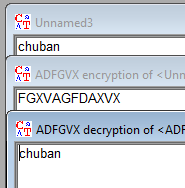 Unnamed3
chuban
ADFGVX encryption of <Unn
FGXVAGFDAXVX
ADFGVX decryption of <ADF
chuban